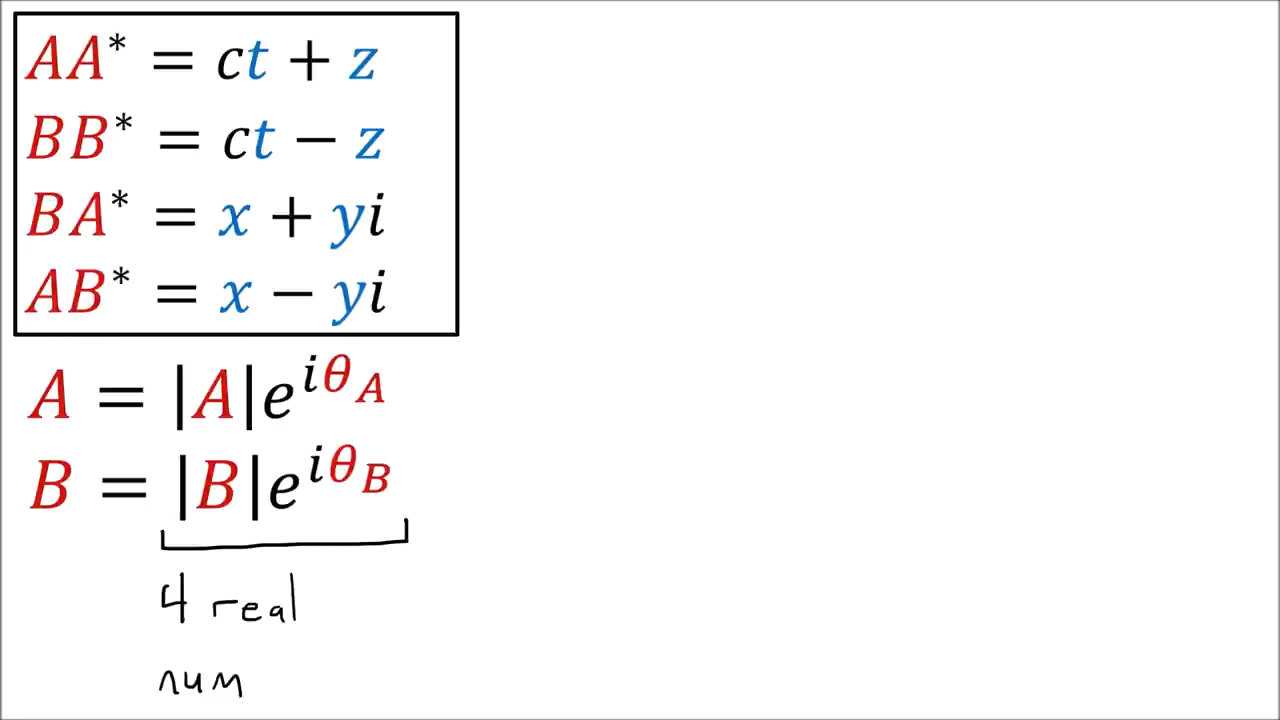 AA* = ct + z
BB* = ct − z
BA* = x + yi
AB* = x − yi
A = |A|e^{iθ_A}
B = |B|e^{iθ_B}
4 real
num